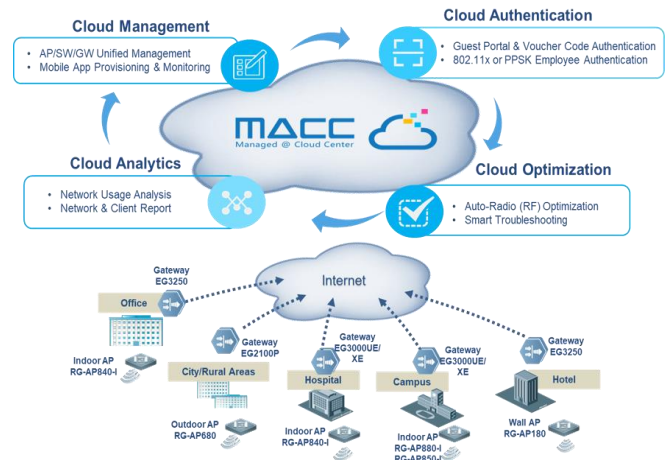 Cloud Management
• AP/SW/GW Unified Management
• Mobile App Provisioning & Monitoring
Cloud Authentication
• Guest Portal & Voucher Code Authentication
• 802.11x or PPSK Employee Authentication
MACC
Managed @ Cloud Center
Cloud Analytics
• Network Usage Analysis
• Network & Client Report
Cloud Optimization
• Auto-Radio (RF) Optimization
• Smart Troubleshooting
Internet
Gateway
EG3250
Office
Indoor AP
RG-AP840-I
Gateway
EG2100P
City/Rural Areas
Outdoor AP
RG-AP680
Gateway
EG3000UE/
XE
Hospital
Indoor AP
RG-AP840-I
Gateway
EG3000UE/
XE
Campus
Indoor AP
RG-AP880-I
RG-AP850-I
Gateway
EG3250
Hotel
Wall AP
RG-AP180